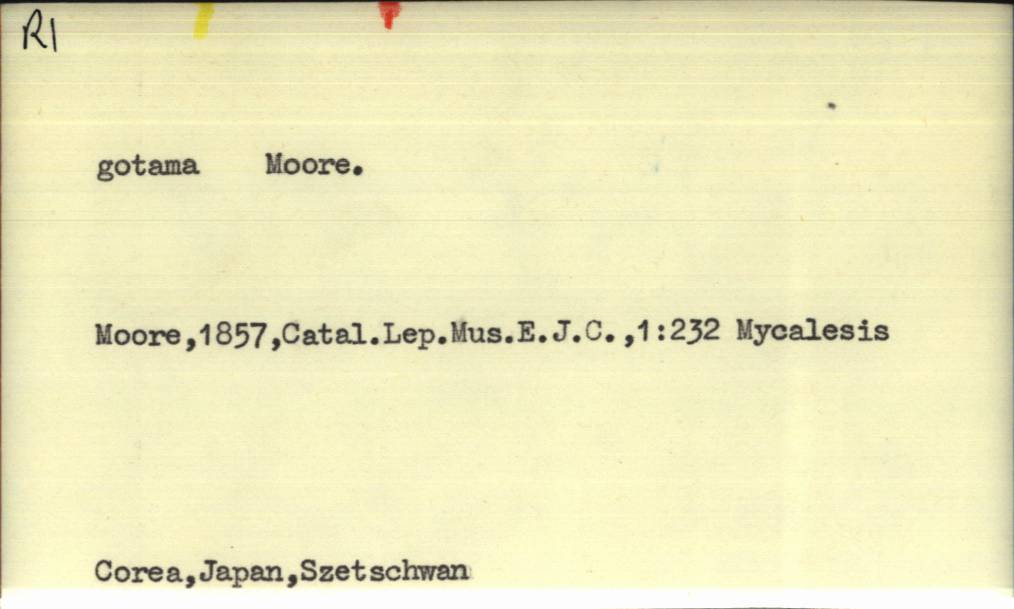 R1
gotama Moore.
Moore,1857,Catal.Lep.Mus.E.J.C.,1:232 Mycalesis
Corea,Japan,Szetschwan